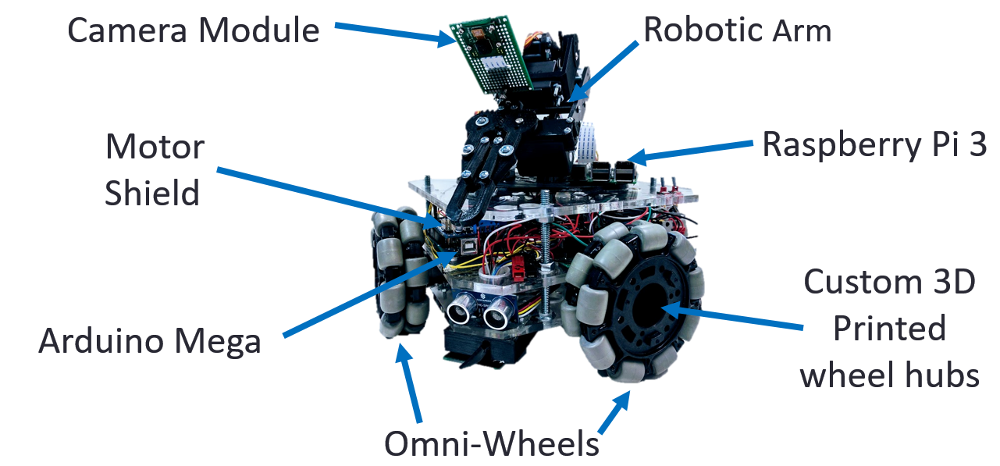 Camera Module
Robotic Arm
Motor
Shield
Raspberry Pi 3
Arduino Mega
Custom 3D
Printed
wheel hubs
Omni-Wheels